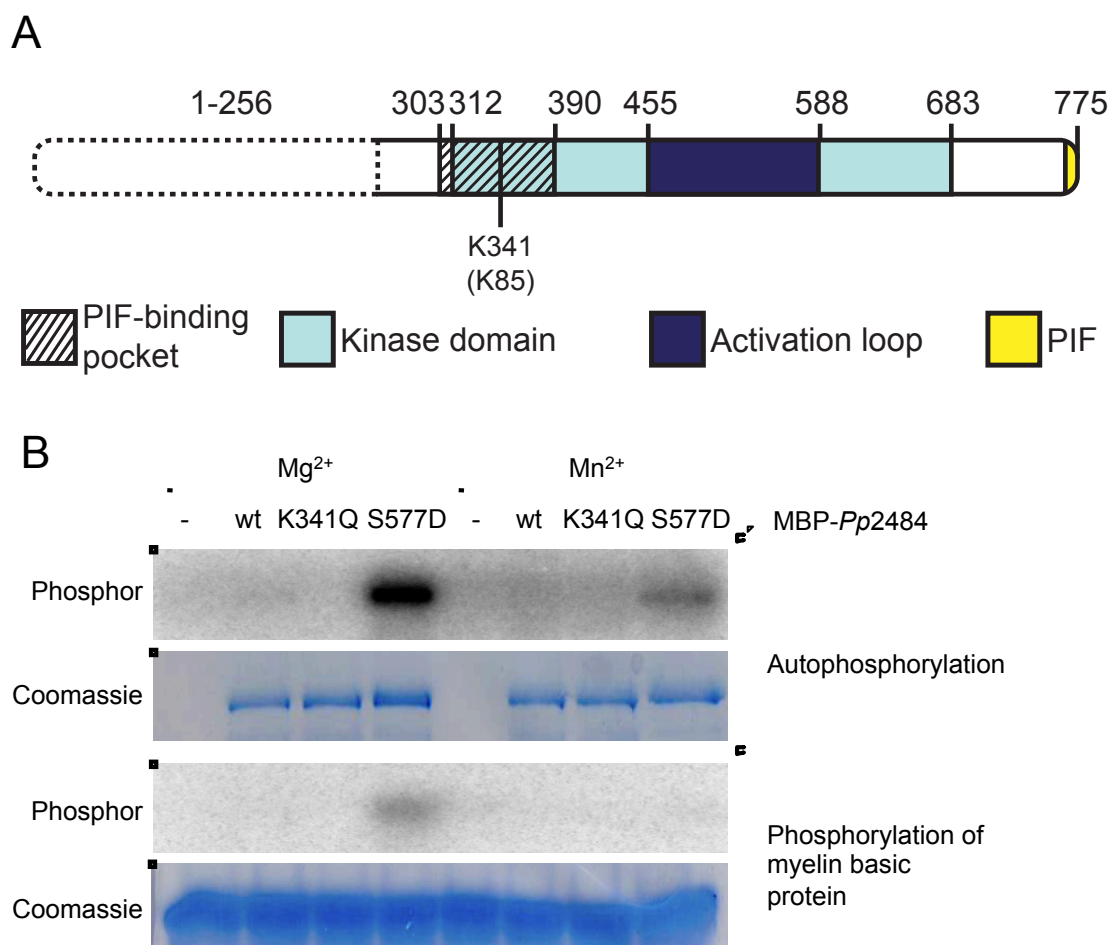 A
1-256 303 312 390 455 588 683 775
K341
(K85)
PIF-binding
pocket
Kinase domain
Activation loop
PIF
B
Mg2+ Mn2+
- wt K341Q S577D - wt K341Q S577D MBP-Pp2484
Phosphor
Autophosphorylation
Coomassie
Phosphor
Phosphorylation of
myelin basic
protein
Coomassie